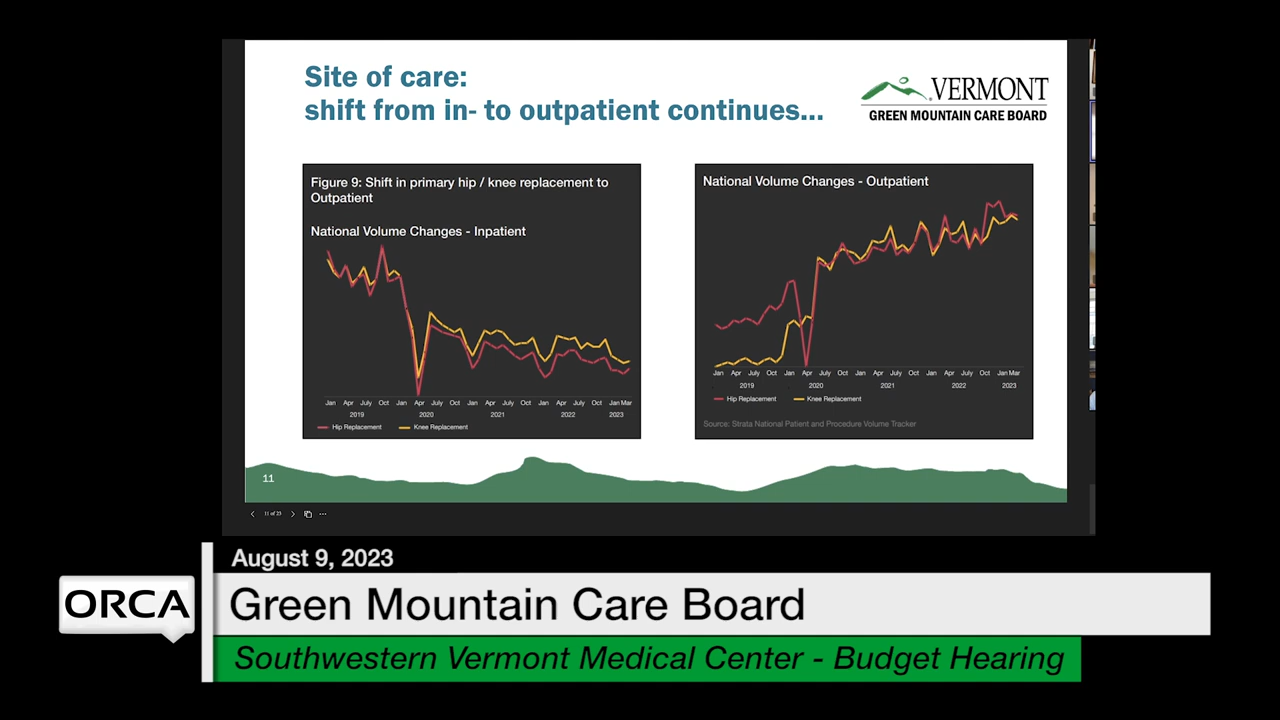 Site of care:
shift from in- to outpatient continues...
VERMONT
GREEN MOUNTAIN CARE BOARD
Figure 9: Shift in primary hip / knee replacement to
Outpatient
National Volume Changes - Inpatient
Jan Apr July Oct Jan Apr July Oct Jan Apr July Oct Jan Apr July Oct Jan Mar
2019 2020 2021 2022 2023
Hip Replacement Knee Replacement
National Volume Changes - Outpatient
Jan Apr July Oct Jan Apr July Oct Jan Apr July Oct Jan Apr July Oct Jan Mar
2019 2020 2021 2022 2023
Hip Replacement Knee Replacement
Source: Strata National Patient and Procedure Volume Tracker
11
11 of 23
August 9, 2023
ORCA
Green Mountain Care Board
Southwestern Vermont Medical Center - Budget Hearing